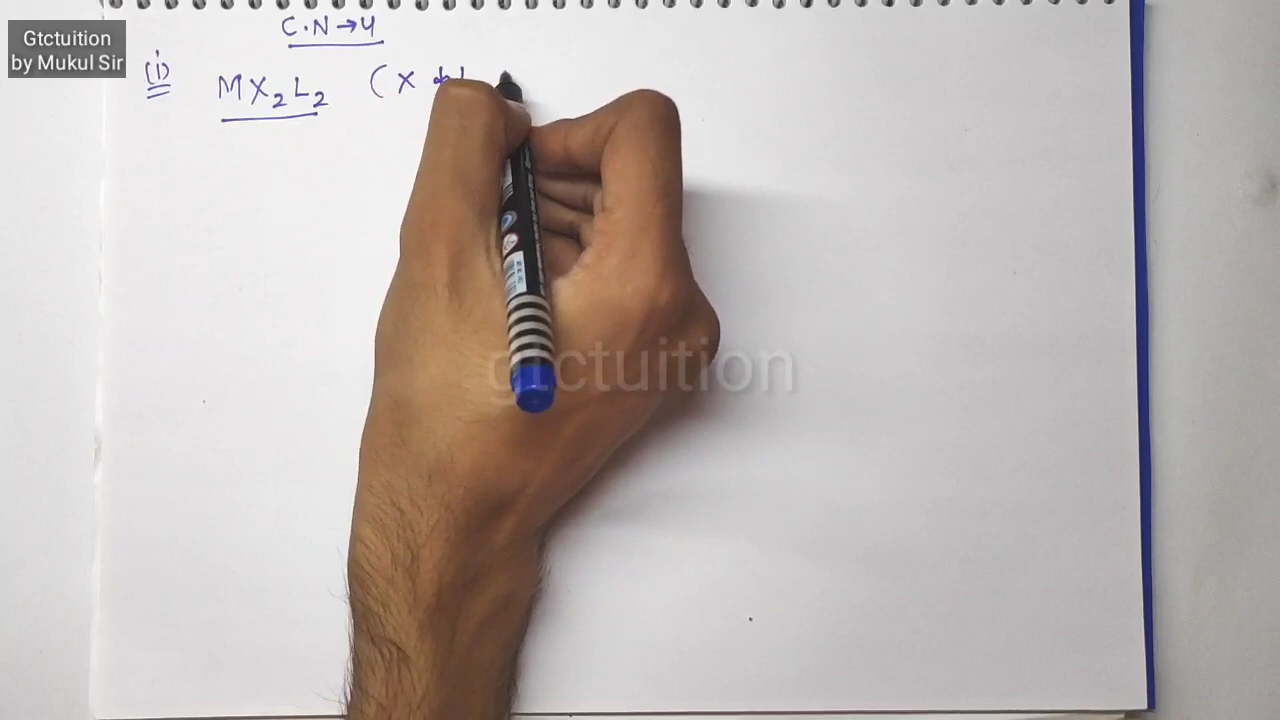 Gtctuition
by Mukul Sir
C.N → 4
(i) MX₂L₂ (X & L
gtctuition